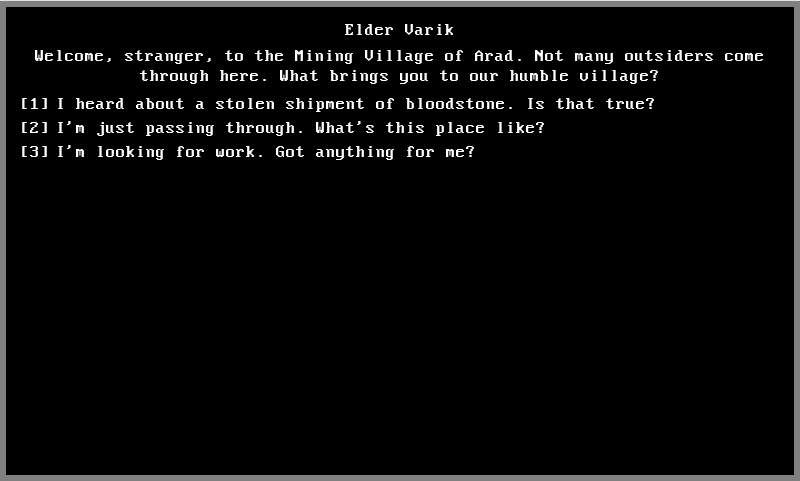 Elder Varik
Welcome, stranger, to the Mining Village of Arad. Not many outsiders come
through here. What brings you to our humble village?
[1] I heard about a stolen shipment of bloodstone. Is that true?
[2] I'm just passing through. What's this place like?
[3] I'm looking for work. Got anything for me?